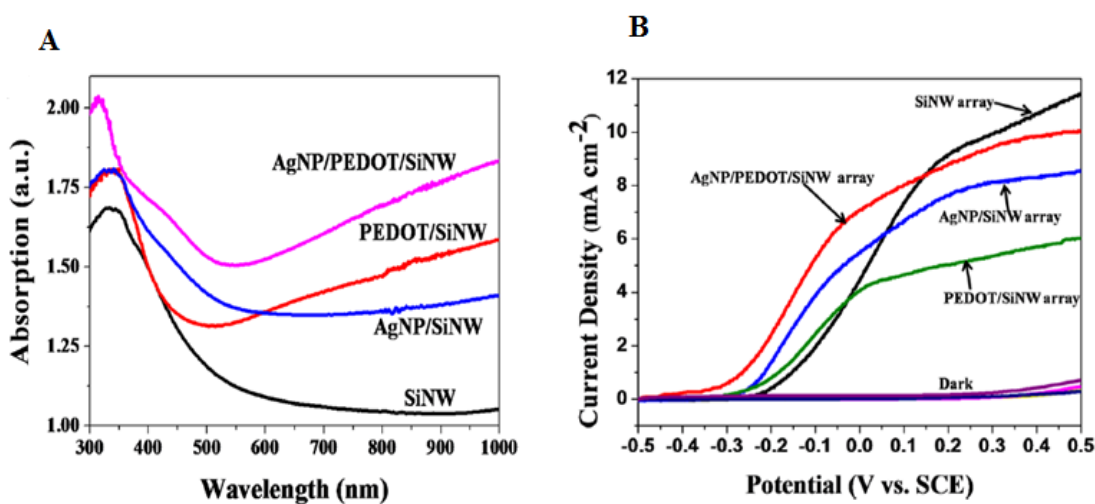 A
Absorption (a.u.)
2.00
1.75
1.50
1.25
1.00
AgNP/PEDOT/SiNW
PEDOT/SiNW
AgNP/SiNW
SiNW
300 400 500 600 700 800 900 1000
Wavelength (nm)
B
Current Density (mA cm-2)
12
10
8
6
4
2
0
SiNW array
AgNP/PEDOT/SiNW array
AgNP/SiNW array
PEDOT/SiNW array
Dark
-0.5 -0.4 -0.3 -0.2 -0.1 0.0 0.1 0.2 0.3 0.4 0.5
Potential (V vs. SCE)